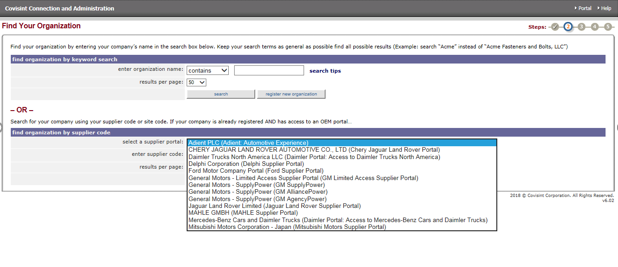 Covisint Connection and Administration
Portal
Help
Find Your Organization
Steps:
2
3
4
5
Find your organization by entering your company's name in the search box below. Keep your search terms as general as possible find all possible results (Example: search "Acme" instead of "Acme Fasteners and Bolts, LLC")
find organization by keyword search
enter organization name: contains search tips
results per page: 50
search register new organization
-- OR --
Search for your company using your supplier code or site code. If your company is already registered AND has access to an OEM portal...
find organization by supplier code
select a supplier portal: Adient PLC (Adient: Automotive Experience)
CHERY JAGUAR LAND ROVER AUTOMOTIVE CO., LTD (Chery Jaguar Land Rover Portal)
enter supplier code: Daimler Trucks North America LLC (Daimler Portal: Access to Daimler Trucks North America)
Delphi Corporation (Delphi Supplier Portal)
results per page: Ford Motor Company Portal (Ford Supplier Portal)
General Motors - Limited Access Supplier Portal (GM Limited Access Supplier Portal)
General Motors - SupplyPower (GM SupplyPower)
General Motors - SupplyPower (GM AlliancePower)
General Motors - SupplyPower (GM AgencyPower)
Jaguar Land Rover Limited (Jaguar Land Rover Supplier Portal)
MAHLE GMBH (MAHLE Supplier Portal)
Mercedes-Benz Cars and Daimler Trucks (Daimler Portal: Access to Mercedes-Benz Cars and Daimler Trucks)
Mitsubishi Motors Corporation - Japan (Mitsubishi Motors Supplier Portal)
2018 © Covisint Corporation. All Rights Reserved.
v6.02